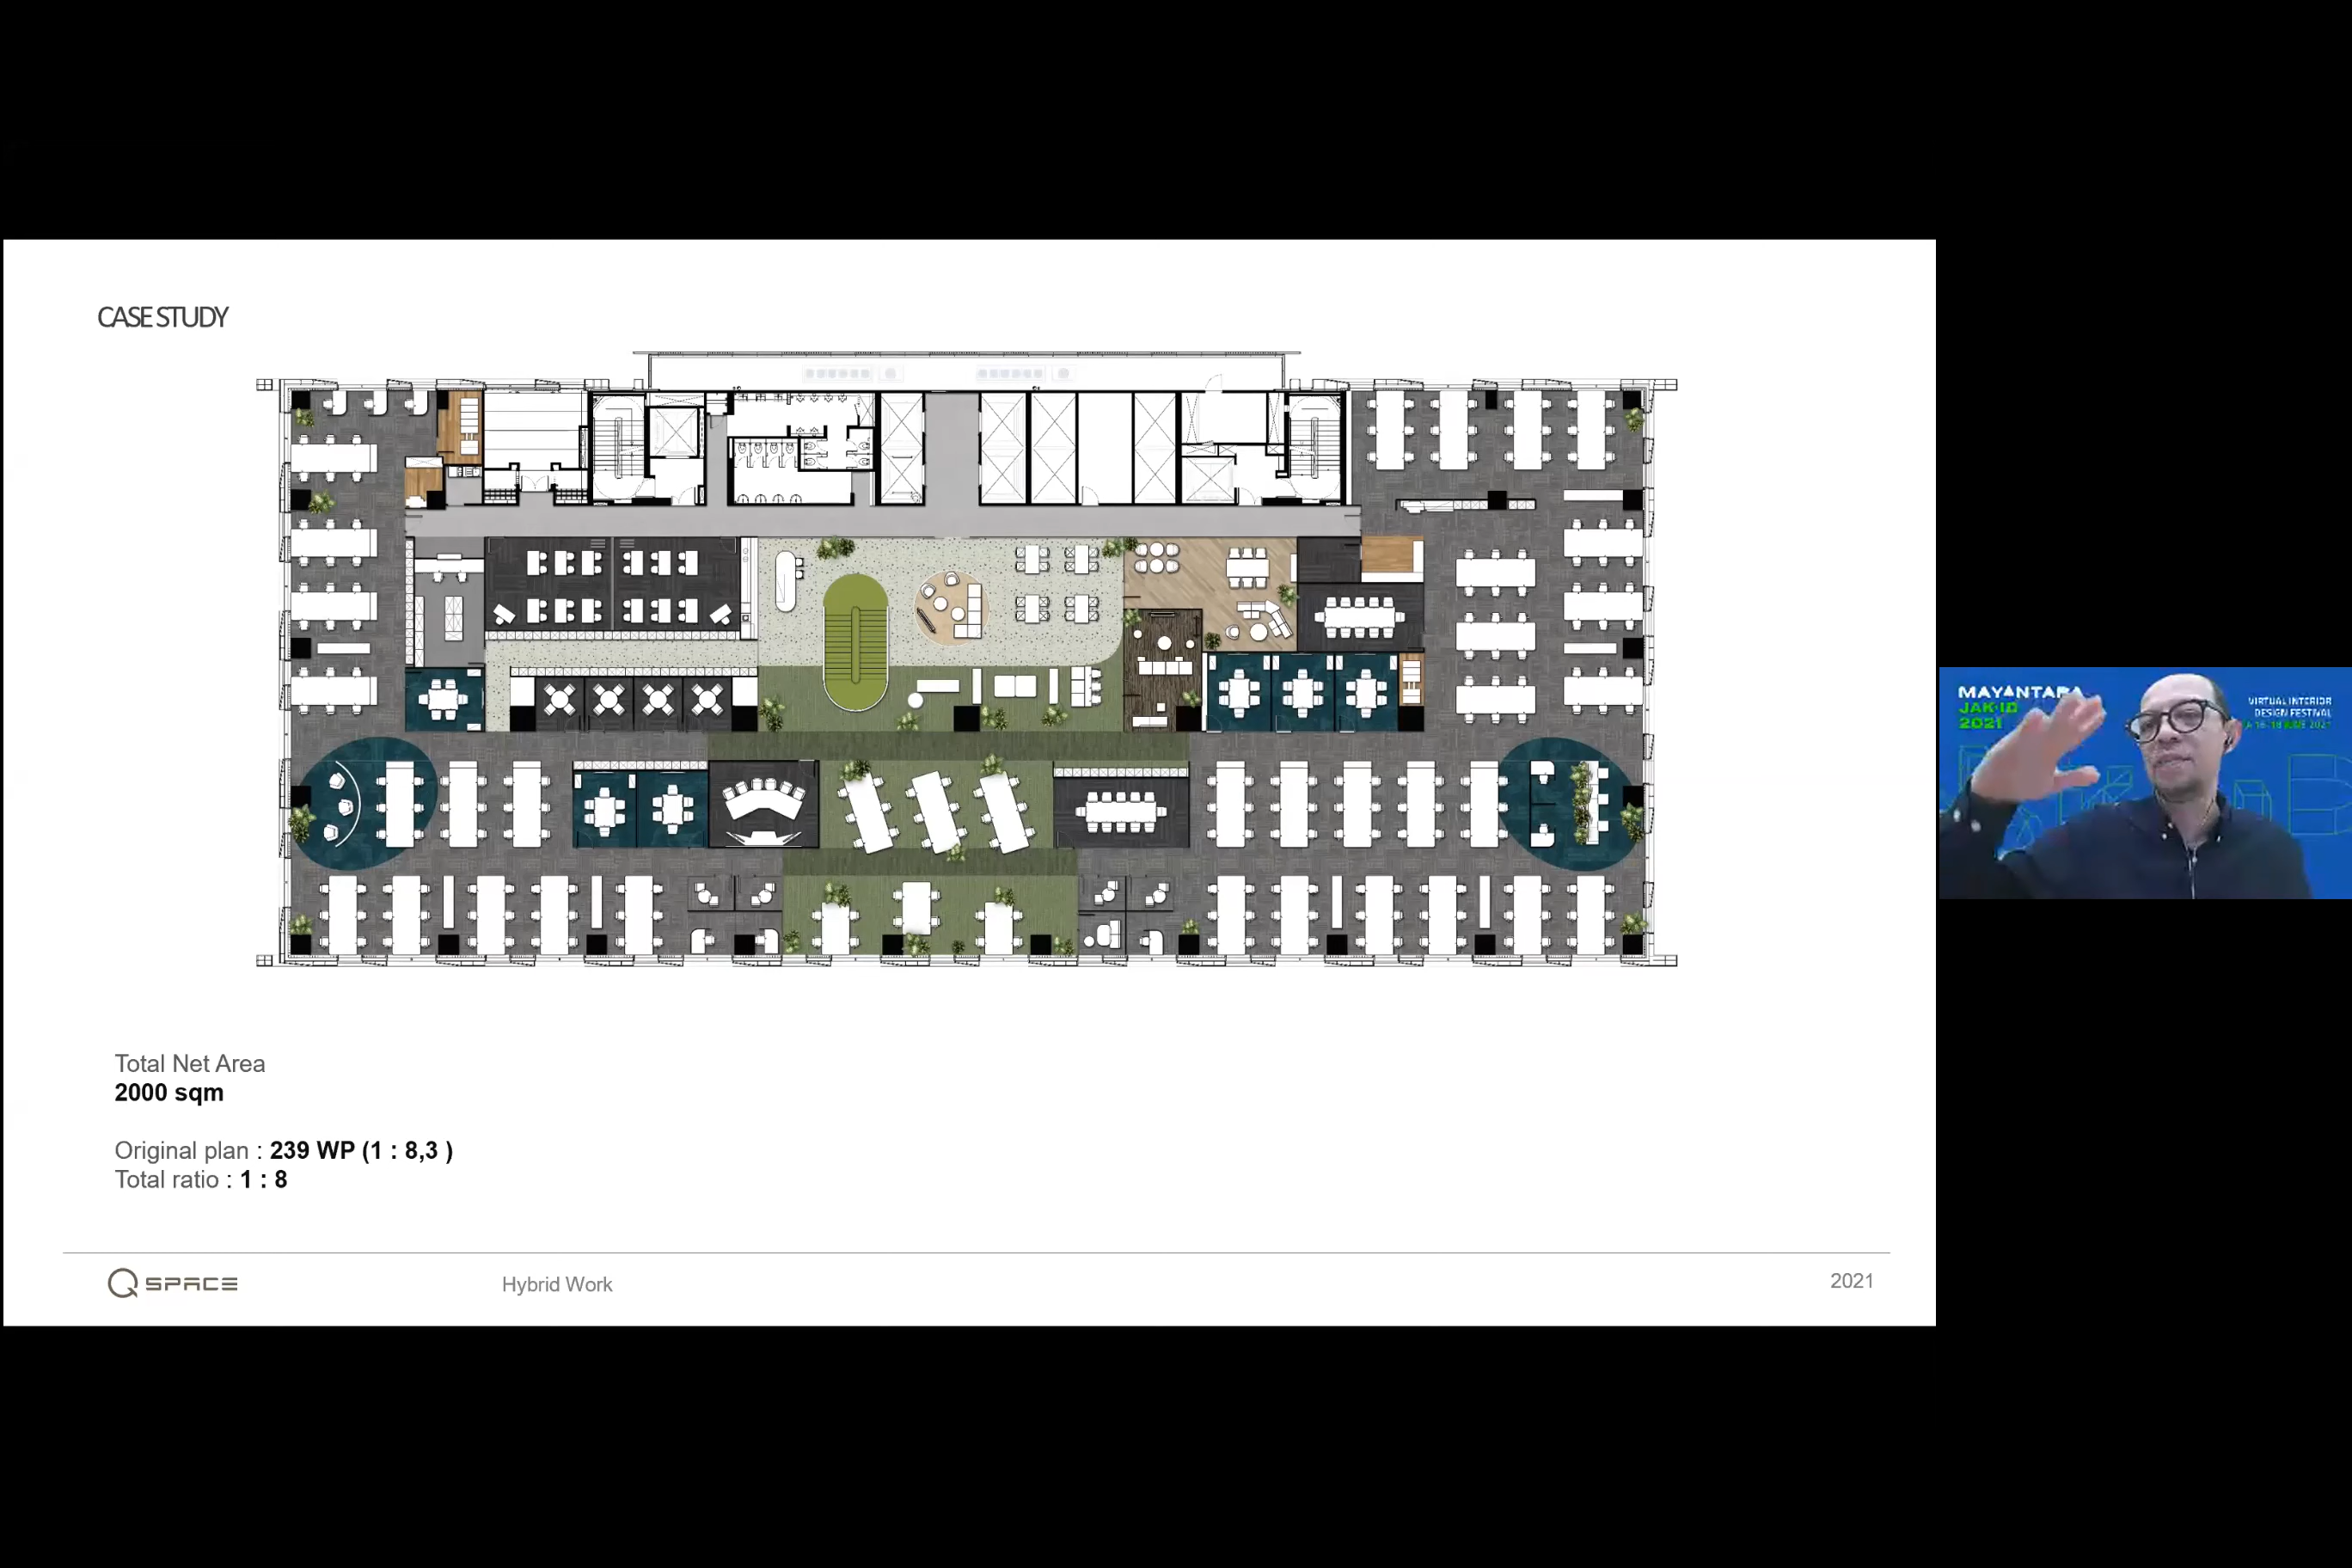 CASE STUDY
Total Net Area
2000 sqm
Original plan : 239 WP (1 : 8,3 )
Total ratio : 1 : 8
Q SPACE
Hybrid Work
2021
MAYANTARA
JAK·ID
2021
VIRTUAL INTERIOR
DESIGN FESTIVAL
2021